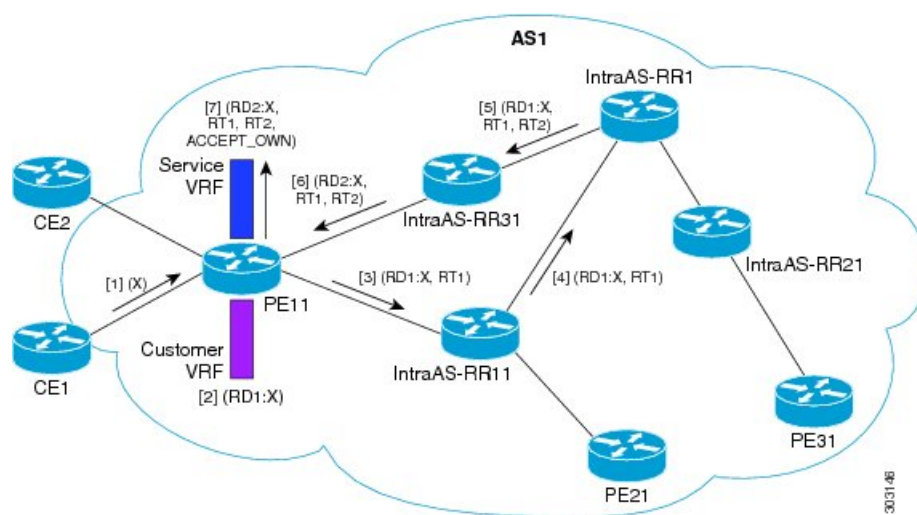 AS1
IntraAS-RR1
[7] (RD2:X,
RT1, RT2,
ACCEPT_OWN)
[5] (RD1:X,
RT1, RT2)
Service
VRF
[6] (RD2:X,
RT1, RT2)
IntraAS-RR31
CE2
IntraAS-RR21
[1] (X)
PE11
[3] (RD1:X, RT1)
[4] (RD1:X, RT1)
Customer
VRF
IntraAS-RR11
CE1
[2] (RD1:X)
PE31
PE21
303146